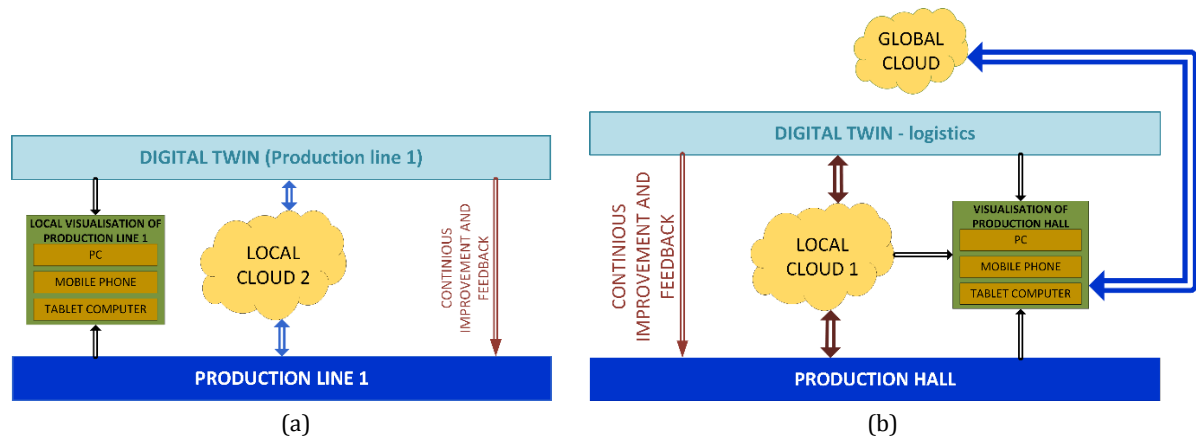 DIGITAL TWIN (Production line 1)
LOCAL VISUALISATION OF
PRODUCTION LINE 1
PC
MOBILE PHONE
TABLET COMPUTER
LOCAL
CLOUD 2
CONTINIOUS
IMPROVEMENT AND
FEEDBACK
PRODUCTION LINE 1
(a)
GLOBAL
CLOUD
DIGITAL TWIN - logistics
CONTINIOUS
IMPROVEMENT AND
FEEDBACK
LOCAL
CLOUD 1
VISUALISATION OF
PRODUCTION HALL
PC
MOBILE PHONE
TABLET COMPUTER
PRODUCTION HALL
(b)